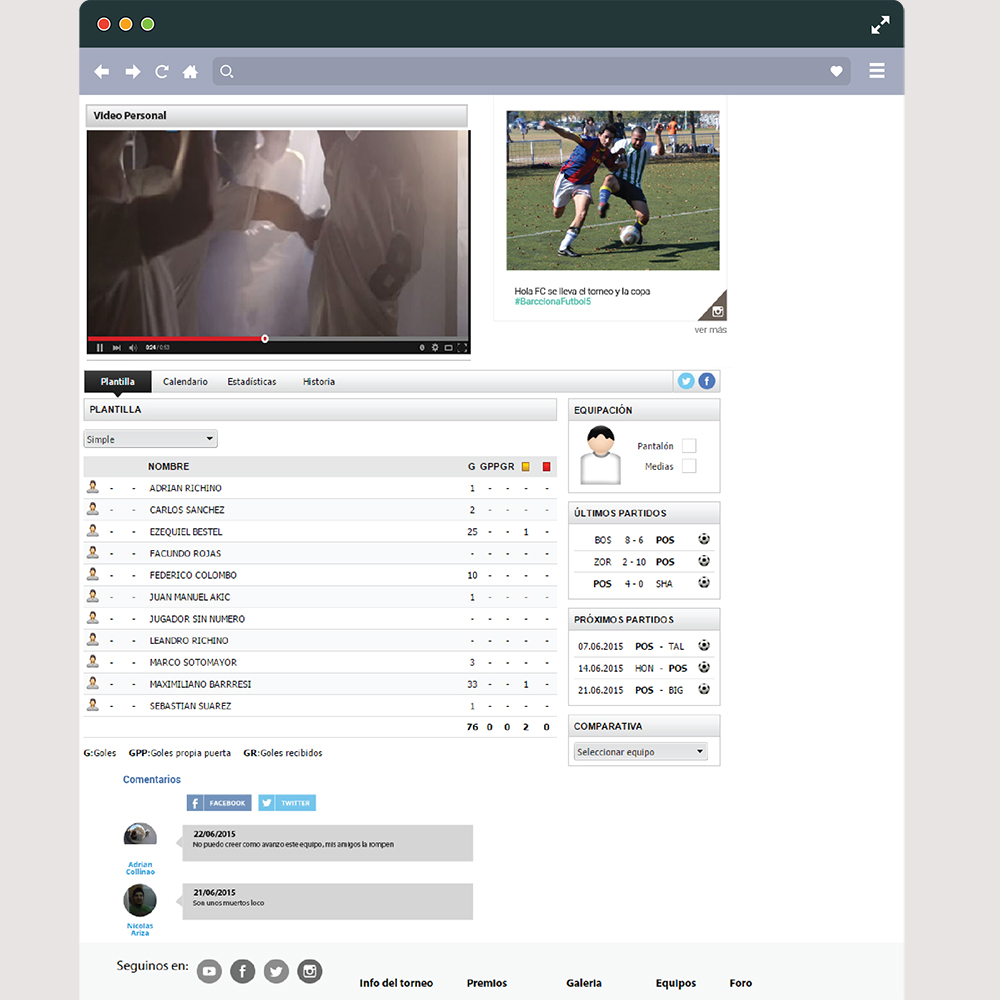 Video Personal
0:24 / 0:53
Hola FC se lleva el torneo y la copa
#BarcelonaFutbol5
ver más
Plantilla Calendario Estadísticas Historia
PLANTILLA
Simple
NOMBRE G GPPGR
- - ADRIAN RICHINO 1 - - - -
- - CARLOS SANCHEZ 2 - - - -
- - EZEQUIEL BESTEL 25 - - 1 -
- - FACUNDO ROJAS - - - - -
- - FEDERICO COLOMBO 10 - - - -
- - JUAN MANUEL AKIC 1 - - - -
- - JUGADOR SIN NUMERO - - - - -
- - LEANDRO RICHINO - - - - -
- - MARCO SOTOMAYOR 3 - - - -
- - MAXIMILIANO BARRRESI 33 - - 1 -
- - SEBASTIAN SUAREZ 1 - - - -
76 0 0 2 0
G:Goles GPP:Goles propia puerta GR:Goles recibidos
EQUIPACIÓN
Pantalón
Medias
ÚLTIMOS PARTIDOS
BOS 8 - 6 POS
ZOR 2 - 10 POS
POS 4 - 0 SHA
PRÓXIMOS PARTIDOS
07.06.2015 POS - TAL
14.06.2015 HON - POS
21.06.2015 POS - BIG
COMPARATIVA
Seleccionar equipo
Comentarios
FACEBOOK TWITTER
22/06/2015
No puedo creer como avanzo este equipo, mis amigos la rompen
Adrian
Collinao
21/06/2015
Son unos muertos loco
Nicolas
Ariza
Seguinos en:
Info del torneo Premios Galeria Equipos Foro